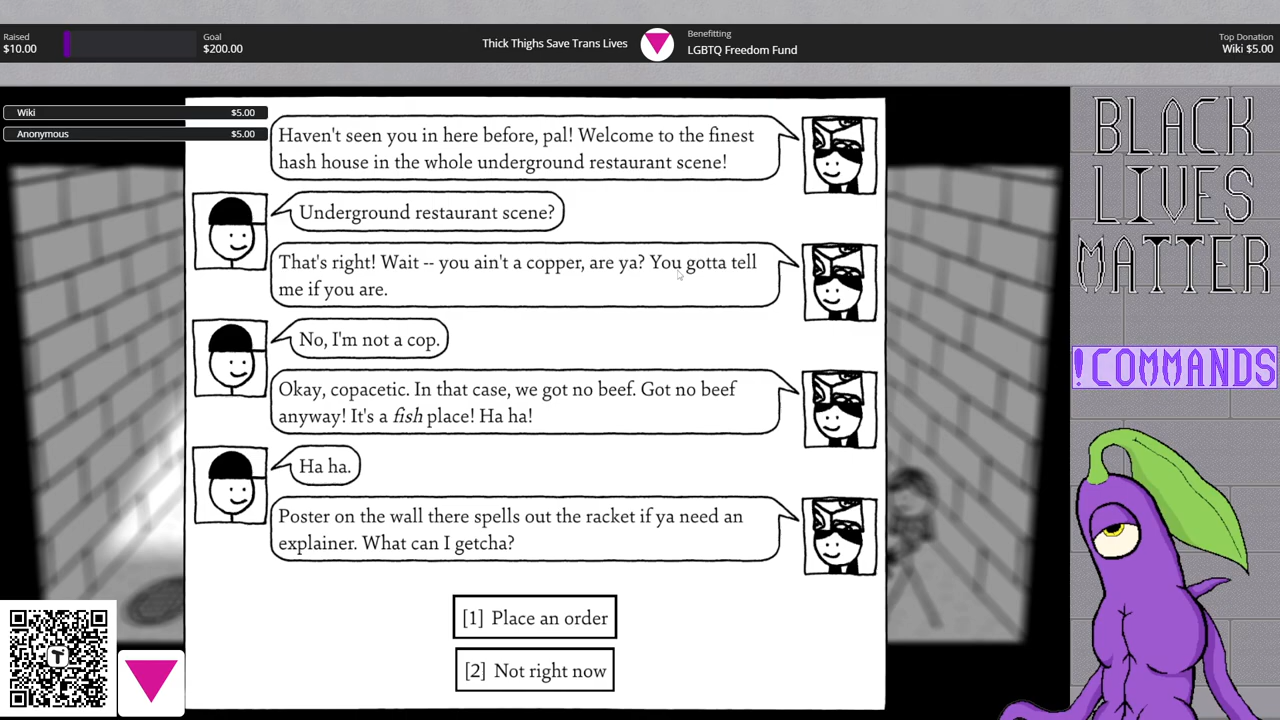 Raised
$10.00
Goal
$200.00
Thick Thighs Save Trans Lives
Benefitting
LGBTQ Freedom Fund
Top Donation
Wiki $5.00
Wiki $5.00
Anonymous $5.00
Haven't seen you in here before, pal! Welcome to the finest
hash house in the whole underground restaurant scene!
Underground restaurant scene?
That's right! Wait -- you ain't a copper, are ya? You gotta tell
me if you are.
No, I'm not a cop.
Okay, copacetic. In that case, we got no beef. Got no beef
anyway! It's a fish place! Ha ha!
Ha ha.
Poster on the wall there spells out the racket if ya need an
explainer. What can I getcha?
[1] Place an order
[2] Not right now
BLACK
LIVES
MATTER
!COMMANDS
T